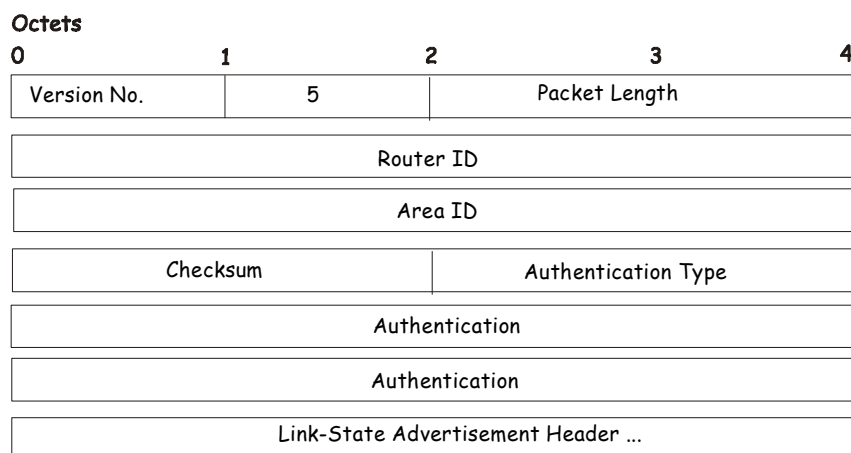 Octets
0 1 2 3 4
Version No. 5 Packet Length
Router ID
Area ID
Checksum Authentication Type
Authentication
Authentication
Link-State Advertisement Header ...